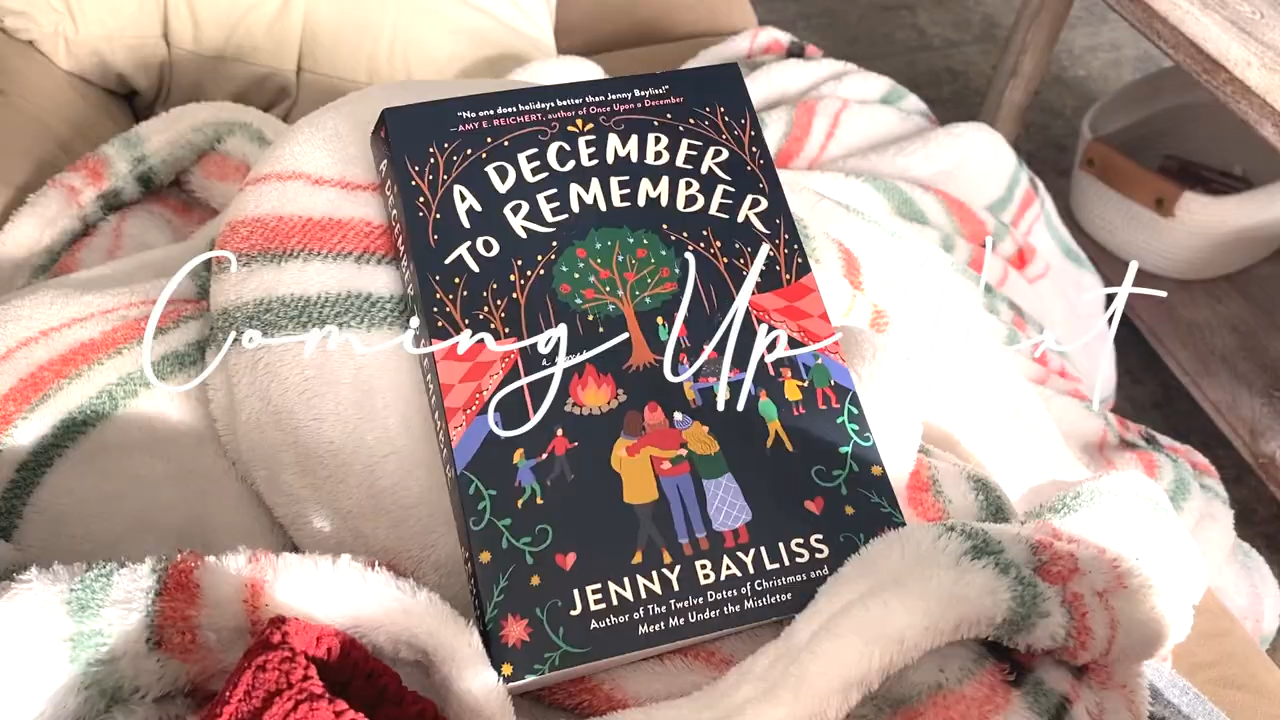 "No one does holidays better than Jenny Bayliss!"
—AMY E. REICHERT, author of Once Upon a December
A DECEMBER
TO REMEMBER
a novel
JENNY BAYLISS
Author of The Twelve Dates of Christmas and
Meet Me Under the Mistletoe
A DECEMBER
Coming Up